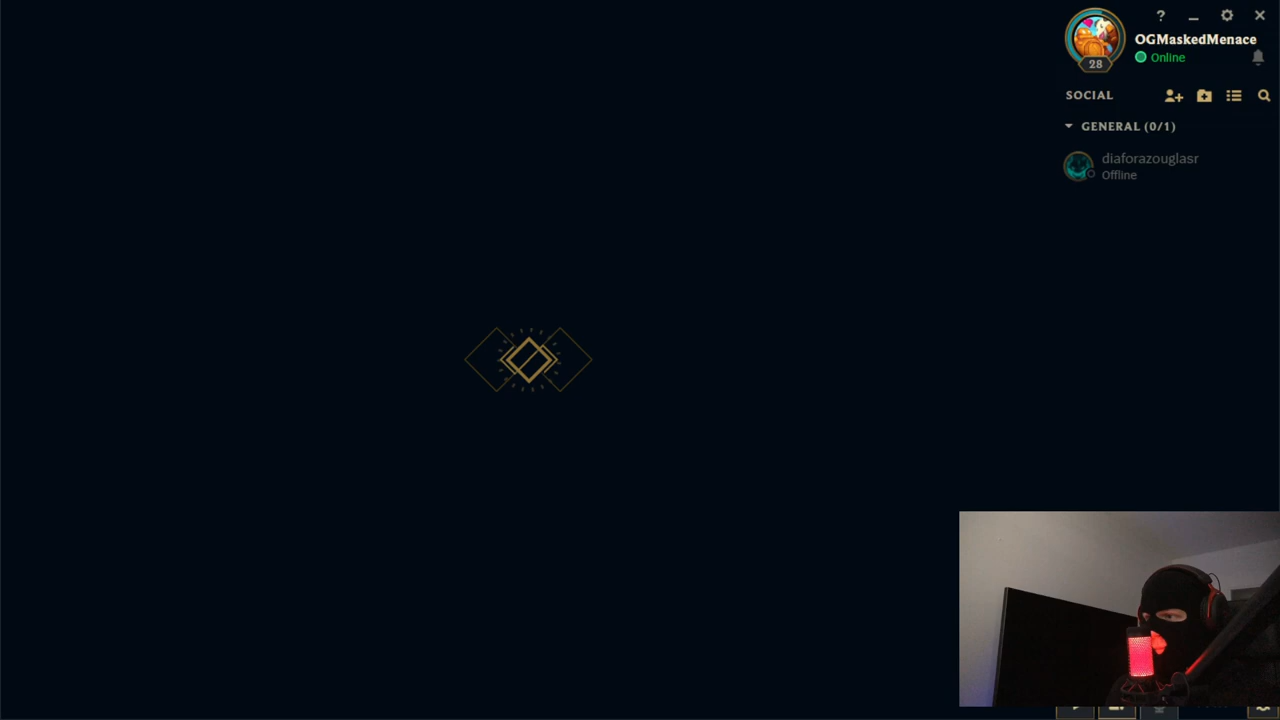 ?
OGMaskedMenace
28
Online
SOCIAL
GENERAL (0/1)
diaforazouglasr
Offline